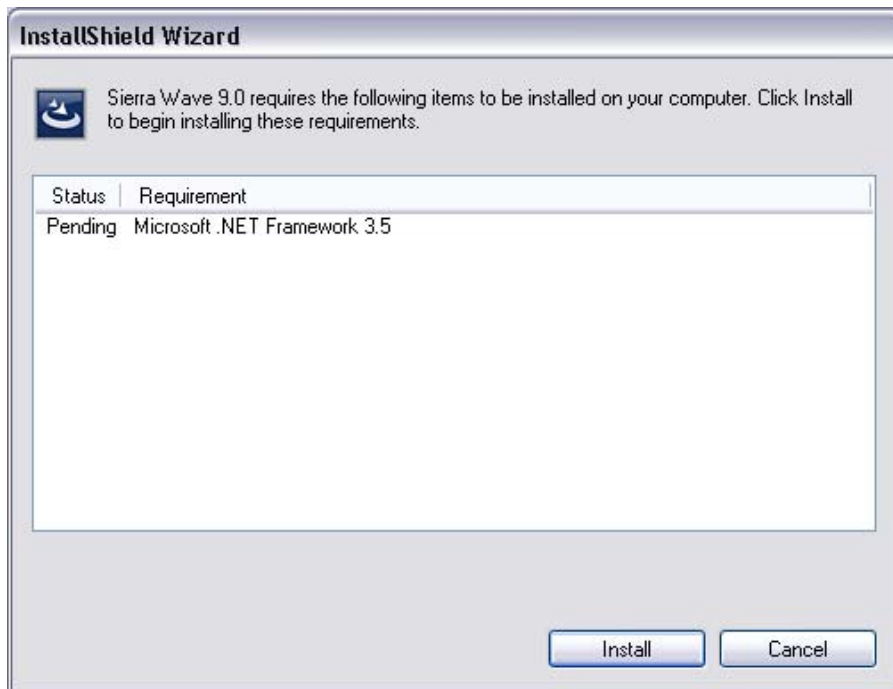 InstallShield Wizard
Sierra Wave 9.0 requires the following items to be installed on your computer. Click Install
to begin installing these requirements.
Status Requirement
Pending Microsoft .NET Framework 3.5
Install Cancel